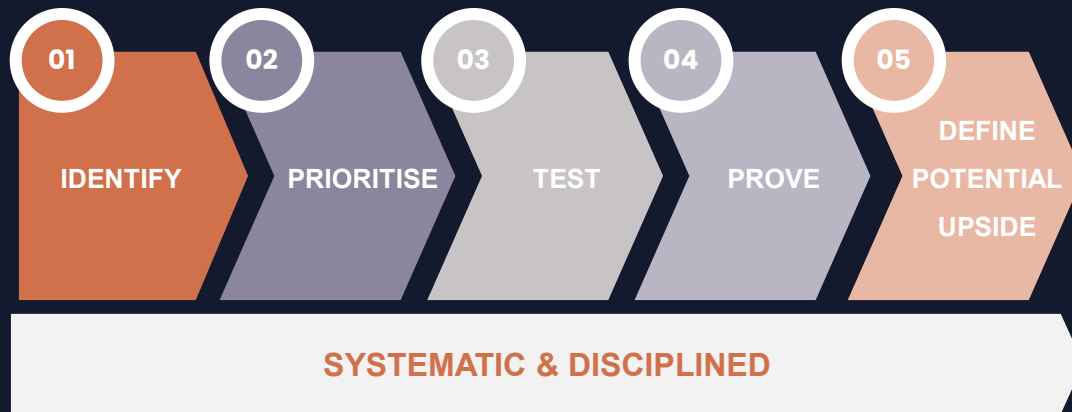 01
IDENTIFY
02
PRIORITISE
03
TEST
04
PROVE
05
DEFINE
POTENTIAL
UPSIDE
SYSTEMATIC & DISCIPLINED